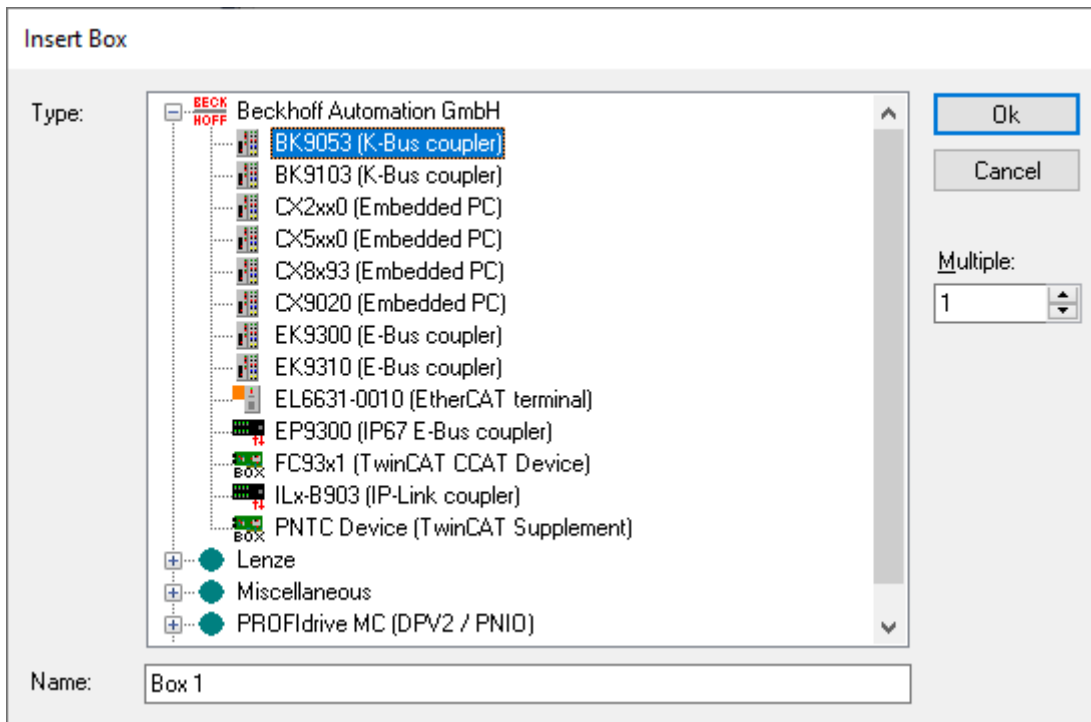 Insert Box
Type:
BECK
HOFF
Beckhoff Automation GmbH
BK9053 (K-Bus coupler)
BK9103 (K-Bus coupler)
CX2xx0 (Embedded PC)
CX5xx0 (Embedded PC)
CX8x93 (Embedded PC)
CX9020 (Embedded PC)
EK9300 (E-Bus coupler)
EK9310 (E-Bus coupler)
EL6631-0010 (EtherCAT terminal)
EP9300 (IP67 E-Bus coupler)
BOX FC93x1 (TwinCAT CCAT Device)
ILx-B903 (IP-Link coupler)
BOX PNTC Device (TwinCAT Supplement)
Lenze
Miscellaneous
PROFIdrive MC (DPV2 / PNIO)
Ok
Cancel
Multiple:
1
Name:
Box 1